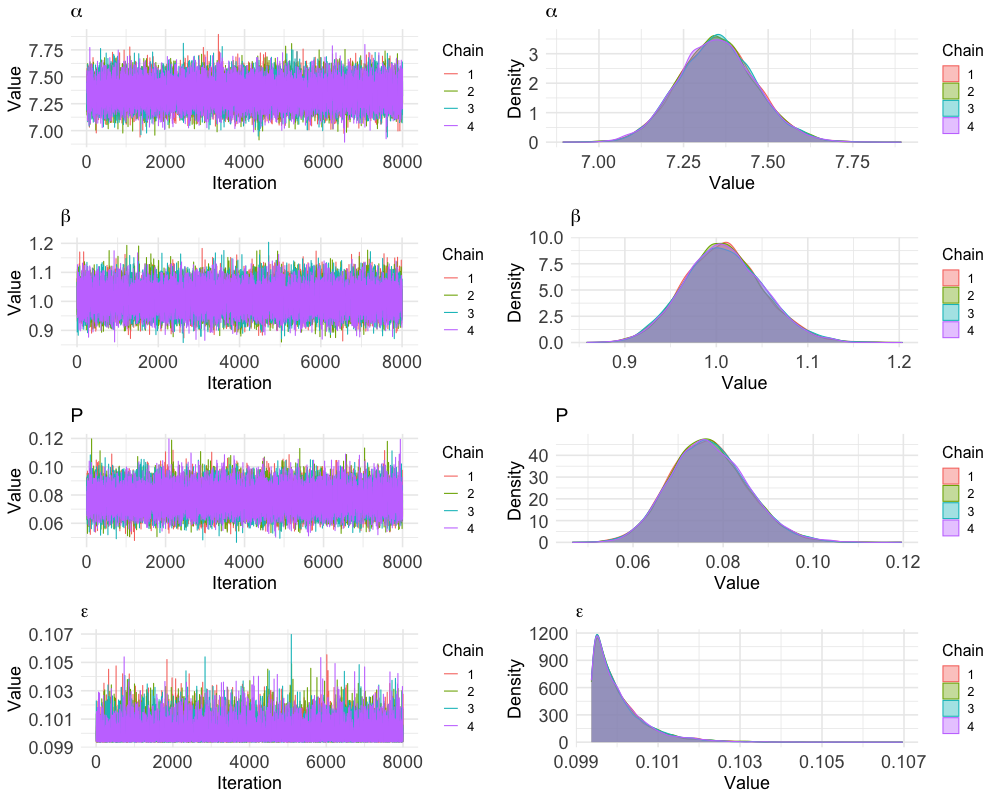 α
Value
7.75
7.50
7.25
7.00
0 2000 4000 6000 8000
Iteration
Chain
1
2
3
4
α
Density
3
2
1
0
7.00 7.25 7.50 7.75
Value
Chain
1
2
3
4
β
Value
1.2
1.1
1.0
0.9
0 2000 4000 6000 8000
Iteration
Chain
1
2
3
4
β
Density
10.0
7.5
5.0
2.5
0.0
0.9 1.0 1.1 1.2
Value
Chain
1
2
3
4
P
Value
0.12
0.10
0.08
0.06
0 2000 4000 6000 8000
Iteration
Chain
1
2
3
4
P
Density
40
30
20
10
0
0.06 0.08 0.10 0.12
Value
Chain
1
2
3
4
ε
Value
0.107
0.105
0.103
0.101
0.099
0 2000 4000 6000 8000
Iteration
Chain
1
2
3
4
ε
Density
1200
900
600
300
0
0.099 0.101 0.103 0.105 0.107
Value
Chain
1
2
3
4